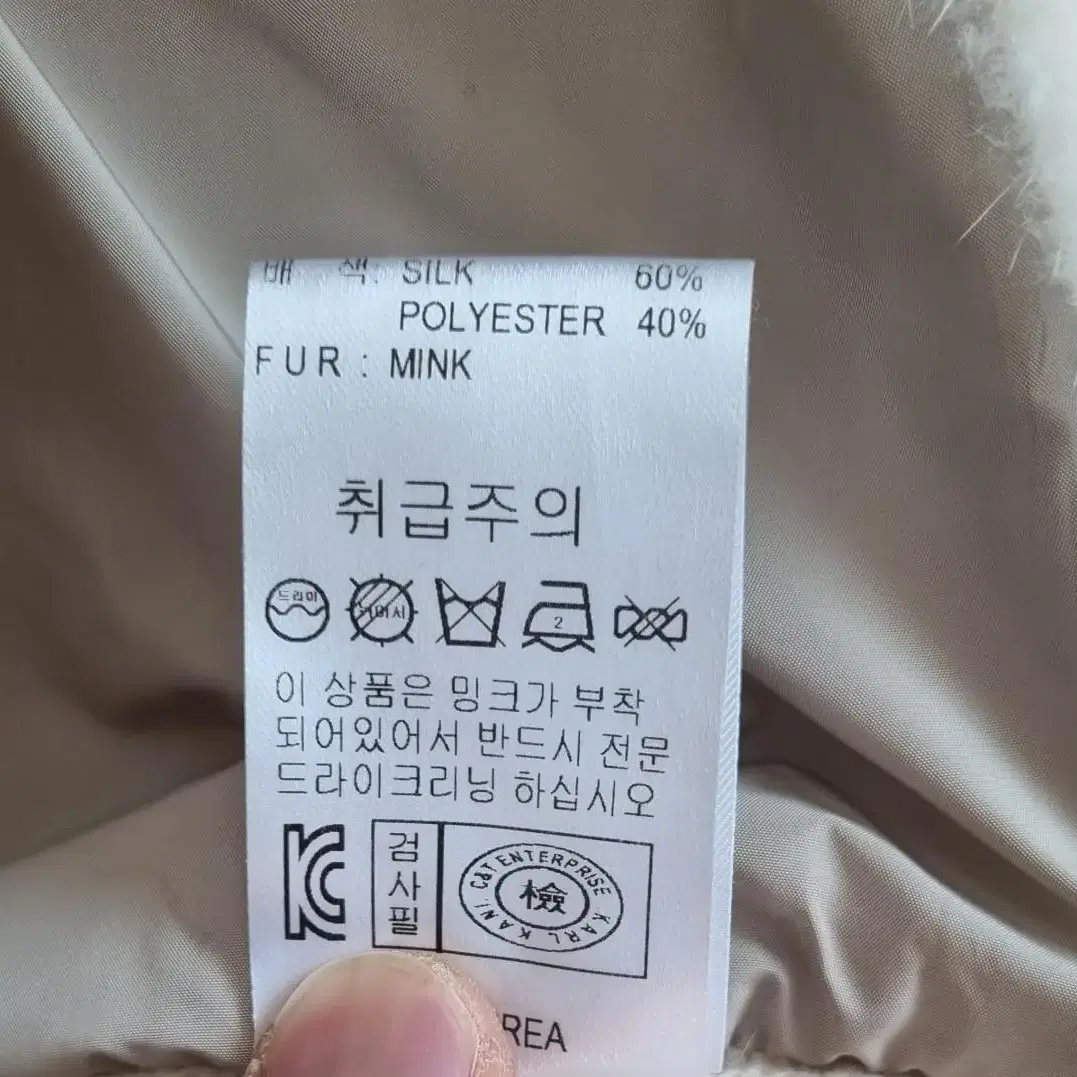 배 색: SILK 60%
POLYESTER 40%
FUR : MINK
취급주의
드라이
2
이 상품은 밍크가 부착
되어있어서 반드시 전문
드라이크리닝 하십시오
검사필
C&T ENTERPRISE KARL KANI
檢
REA